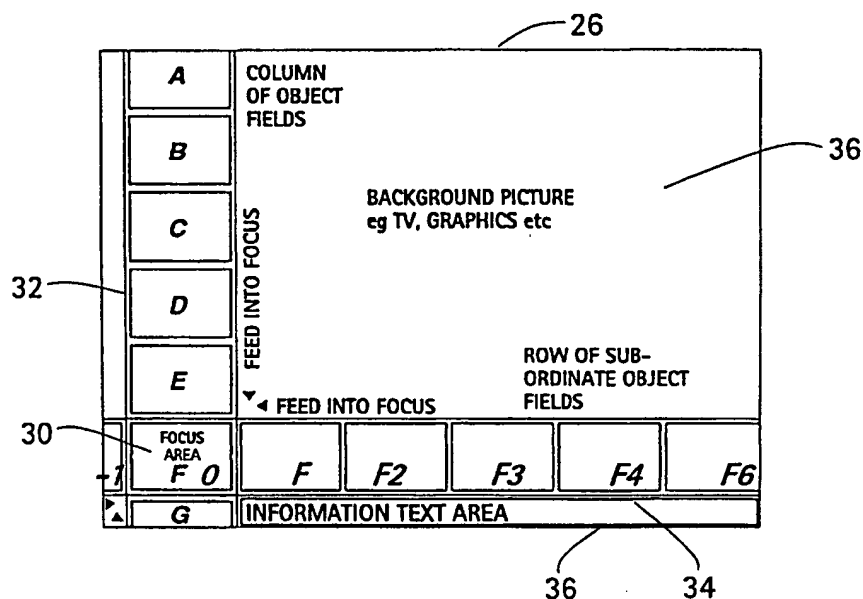 26
A
COLUMN
OF OBJECT
FIELDS
B
36
BACKGROUND PICTURE
eg TV, GRAPHICS etc
C
FEED INTO FOCUS
32
D
ROW OF SUB-
ORDINATE OBJECT
FIELDS
E
FEED INTO FOCUS
30
FOCUS
AREA
-1 F 0 F F2 F3 F4 F6
G INFORMATION TEXT AREA
36 34